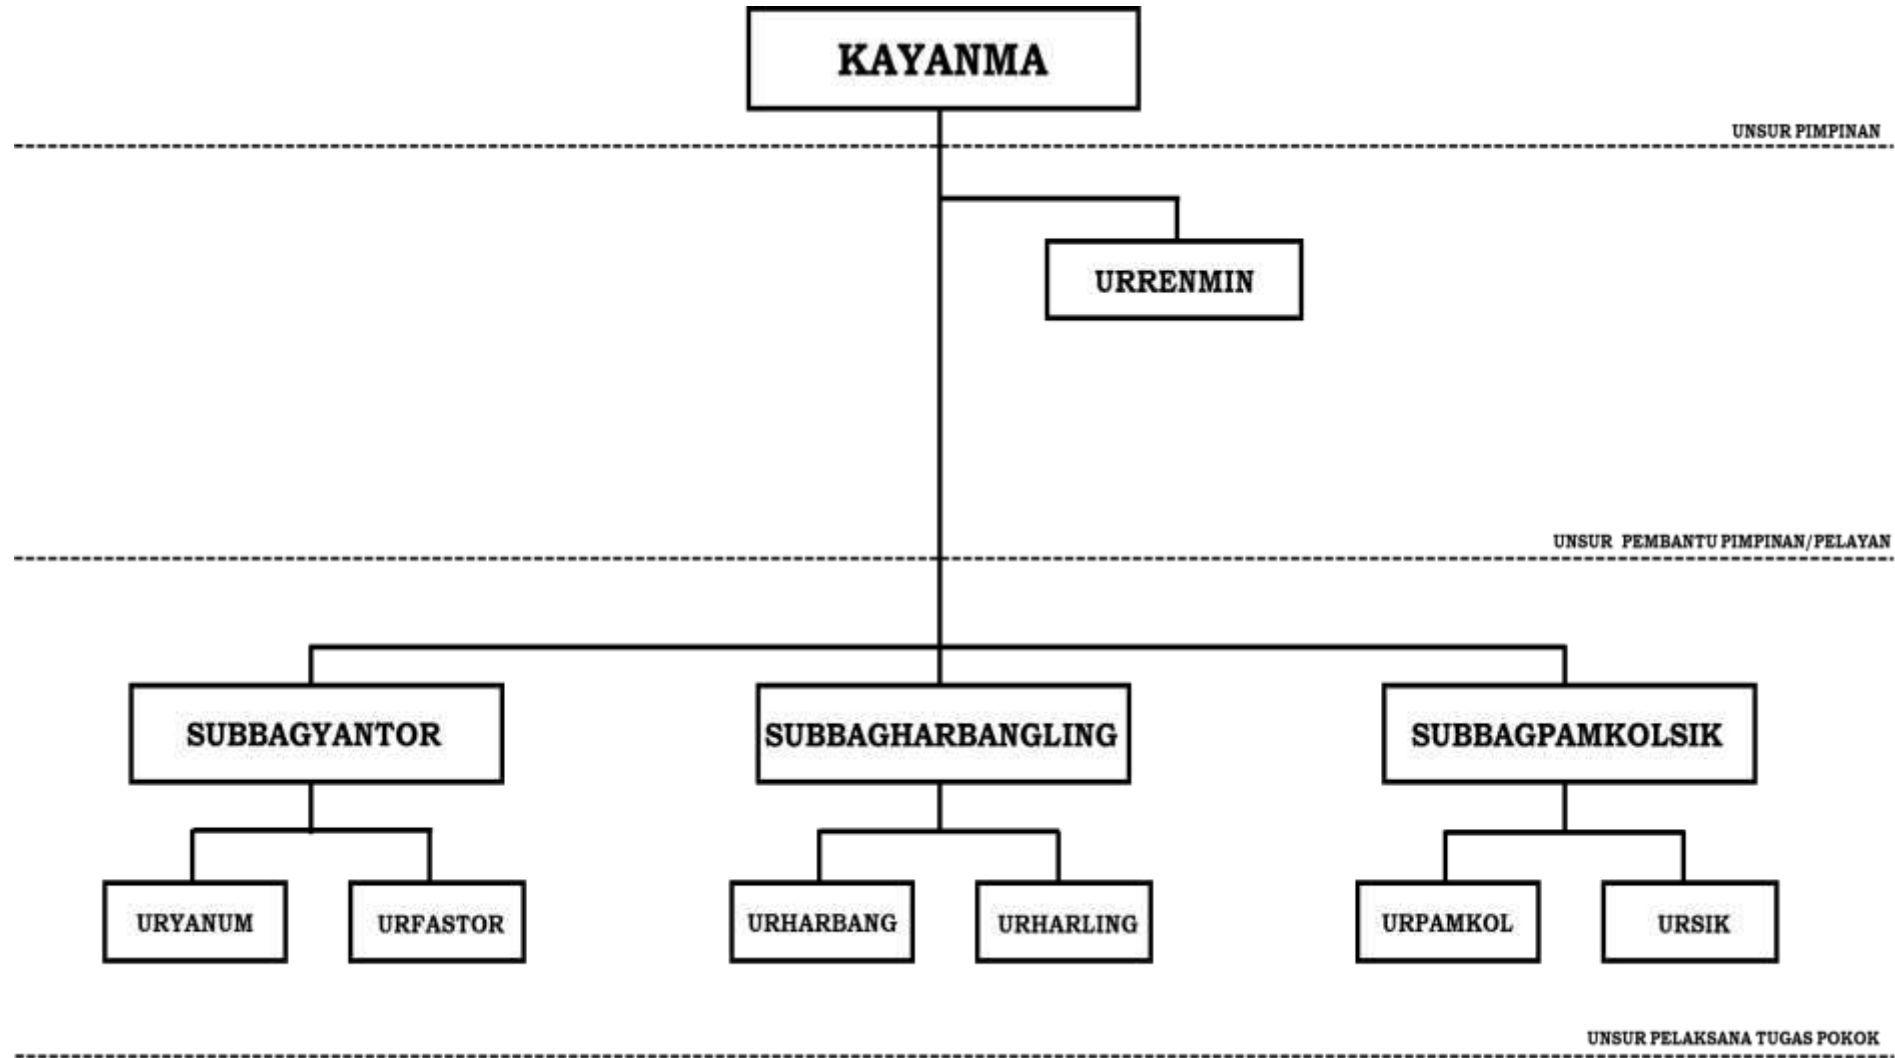 KAYANMA
UNSUR PIMPINAN
URRENMIN
UNSUR PEMBANTU PIMPINAN/PELAYAN
SUBBAGYANTOR
SUBBAGHARBANGLING
SUBBAGPAMKOLSIK
URYANUM
URFASTOR
URHARBANG
URHARLING
URPAMKOL
URSIK
UNSUR PELAKSANA TUGAS POKOK